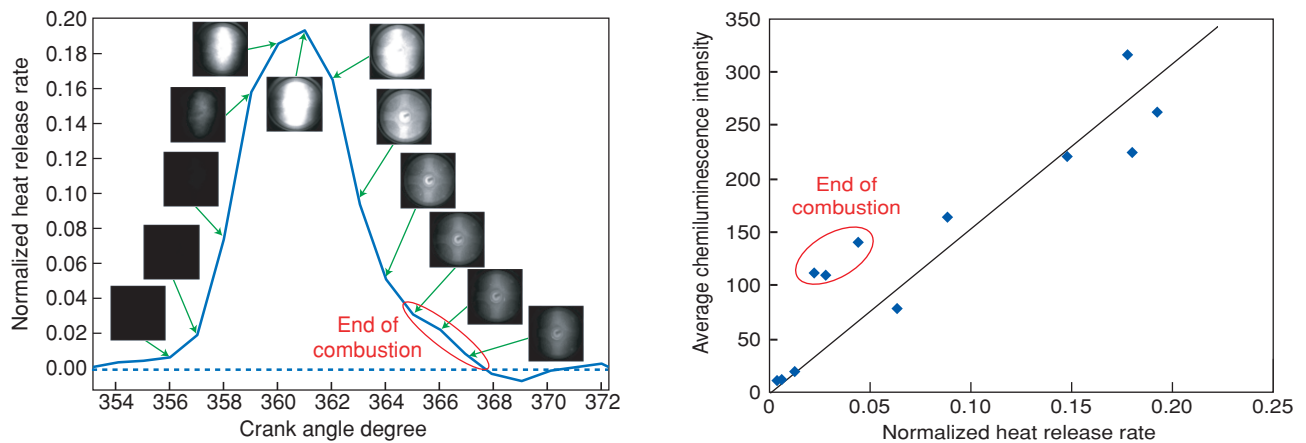 Normalized heat release rate
0.20
0.18
0.16
0.14
0.12
0.10
0.08
0.06
0.04
0.02
0.00
End of
combustion
354 356 358 360 362 364 366 368 370 372
Crank angle degree
Average chemiluminescence intensity
350
300
250
200
150
100
50
0
End of
combustion
0 0.05 0.10 0.15 0.20 0.25
Normalized heat release rate